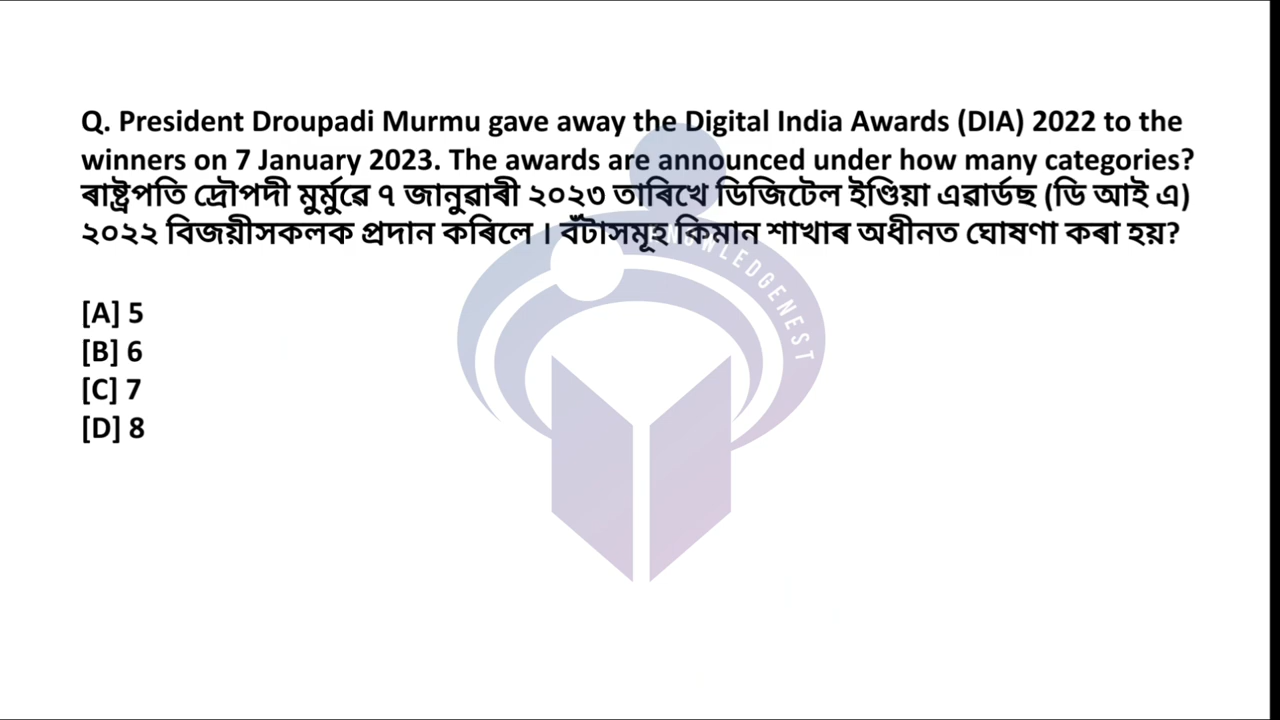 Q. President Droupadi Murmu gave away the Digital India Awards (DIA) 2022 to the
winners on 7 January 2023. The awards are announced under how many categories?
ৰাষ্ট্ৰপতি দ্ৰৌপদী মুৰ্মুৱে ৭ জানুৱাৰী ২০২৩ তাৰিখে ডিজিটেল ইণ্ডিয়া এৱাৰ্ডছ (ডি আই এ)
২০২২ বিজয়ীসকলক প্ৰদান কৰিলে । বঁটাসমূহ কিমান শাখাৰ অধীনত ঘোষণা কৰা হয়?
[A] 5
[B] 6
[C] 7
[D] 8
KNOWLEDGENEST